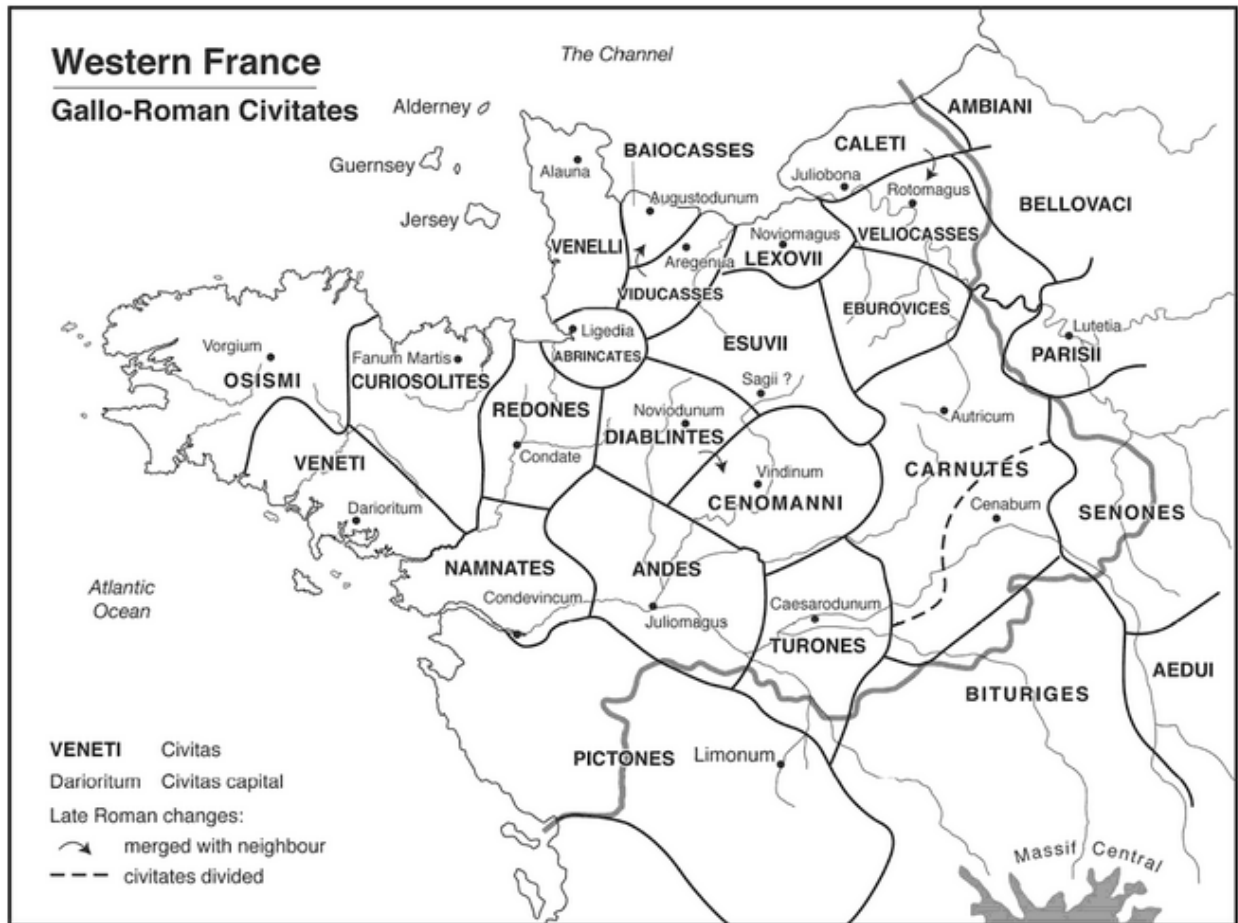 Western France
Gallo-Roman Civitates
The Channel
Alderney
Guernsey
Jersey
AMBIANI
CALETI
BAIOCASSES
Alauna
Juliobona
Rotomagus
Augustodunum
BELLOVACI
Noviomagus
VELIOCASSES
VENELLI
Aregenua
LEXOVII
VIDUCASSES
EBUROVICES
Ligedia
Lutetia
ESUVII
Vorgium
Fanum Martis
ABRINCATES
PARISII
OSISMI
CURIOSOLITES
Sagii ?
REDONES
Noviodunum
Autricum
DIABLINTES
Condate
VENETI
Vindinum
CARNUTES
CENOMANNI
Cenabum
Darioritum
SENONES
NAMNATES
ANDES
Atlantic
Ocean
Condevincum
Caesarodunum
Juliomagus
TURONES
AEDUI
BITURIGES
PICTONES
Limonum
VENETI Civitas
Darioritum Civitas capital
Late Roman changes:
merged with neighbour
civitates divided
Massif Central